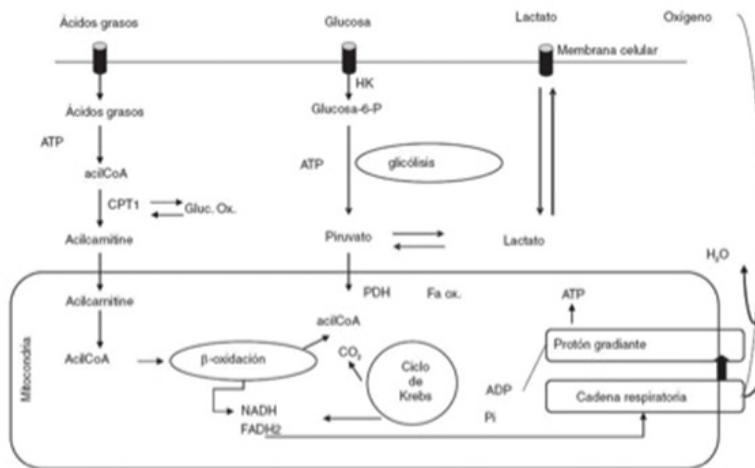 Ácidos grasos
Glucosa
Lactato
Oxígeno
Membrana celular
HK
Ácidos grasos
Glucosa-6-P
ATP
ATP
glicólisis
acilCoA
CPT1
Gluc. Ox.
Acilcarnitine
Piruvato
Lactato
H₂O
Acilcarnitine
PDH
Fa ox.
ATP
acilCoA
Protón gradiante
AcilCoA
β-oxidación
CO₂
Ciclo
de
Krebs
ADP
Cadena respiratoria
NADH
Pi
FADH2
Mitocondria